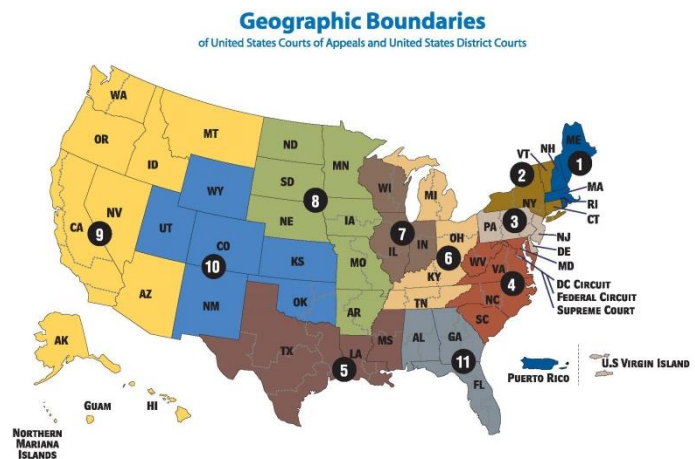 Geographic Boundaries
of United States Courts of Appeals and United States District Courts
WA
OR
CA
NV
9
ID
MT
AZ
AK
GUAM
HI
NORTHERN
MARIANA
ISLANDS
WY
UT
CO
10
KS
NM
OK
ND
MN
SD
8
NE
IA
MO
AR
WI
7
IL
IN
MI
OH
6
KY
TN
TX
LA
5
MS
AL
GA
11
FL
WV
VA
4
NC
SC
PA
3
VT
2
NY
NH
ME
1
MA
RI
CT
NJ
DE
MD
DC CIRCUIT
FEDERAL CIRCUIT
SUPREME COURT
PUERTO RICO
U.S VIRGIN ISLAND